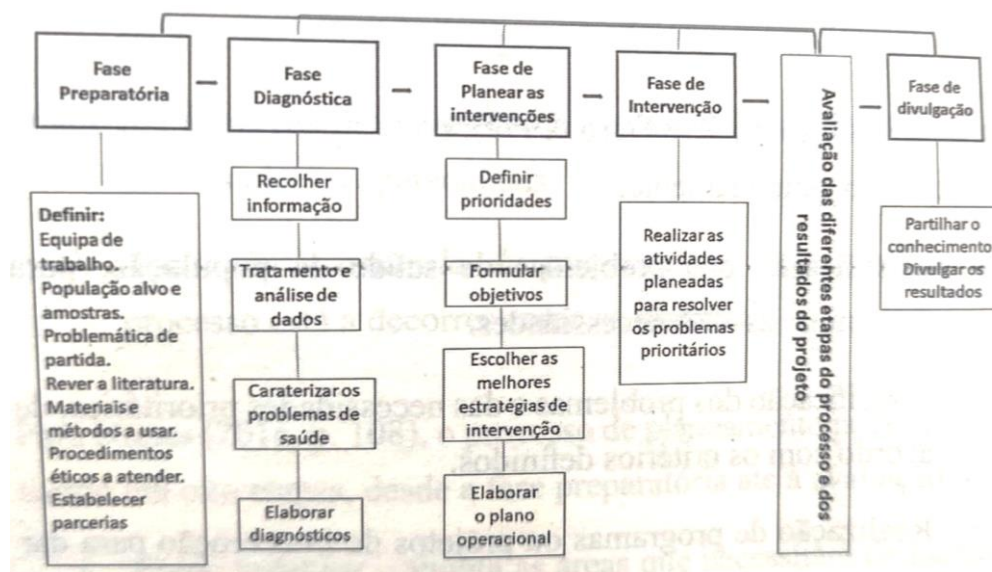 Fase
Preparatória
Fase
Diagnóstica
Fase de
Planear as
intervenções
Fase de
Intervenção
Avaliação das diferentes etapas do processo e dos
resultados do projeto
Fase de
divulgação
Definir:
Equipa de
trabalho.
População alvo e
amostras.
Problemática de
partida.
Rever a literatura.
Materiais e
métodos a usar.
Procedimentos
éticos a atender.
Estabelecer
parcerias
Recolher
informação
Tratamento e
análise de
dados
Caraterizar os
problemas de
saúde
Elaborar
diagnósticos
Definir
prioridades
Formular
objetivos
Escolher as
melhores
estratégias de
intervenção
Elaborar
o plano
operacional
Realizar as
atividades
planeadas
para resolver
os problemas
prioritários
Partilhar o
conhecimento
Divulgar os
resultados